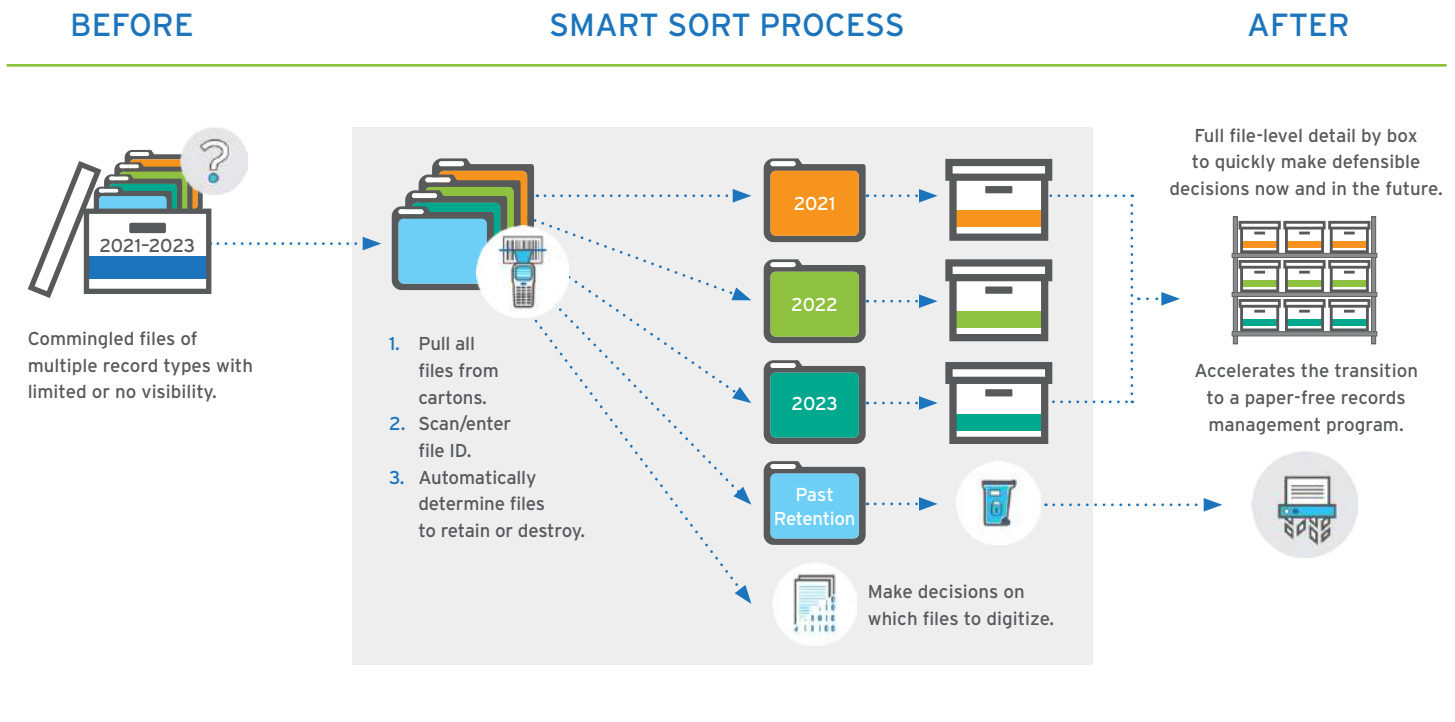 BEFORE
SMART SORT PROCESS
AFTER
2021–2023
Commingled files of
multiple record types with
limited or no visibility.
1. Pull all
files from
cartons.
2. Scan/enter
file ID.
3. Automatically
determine files
to retain or destroy.
2021
2022
2023
Past
Retention
Make decisions on
which files to digitize.
Full file-level detail by box
to quickly make defensible
decisions now and in the future.
Accelerates the transition
to a paper-free records
management program.